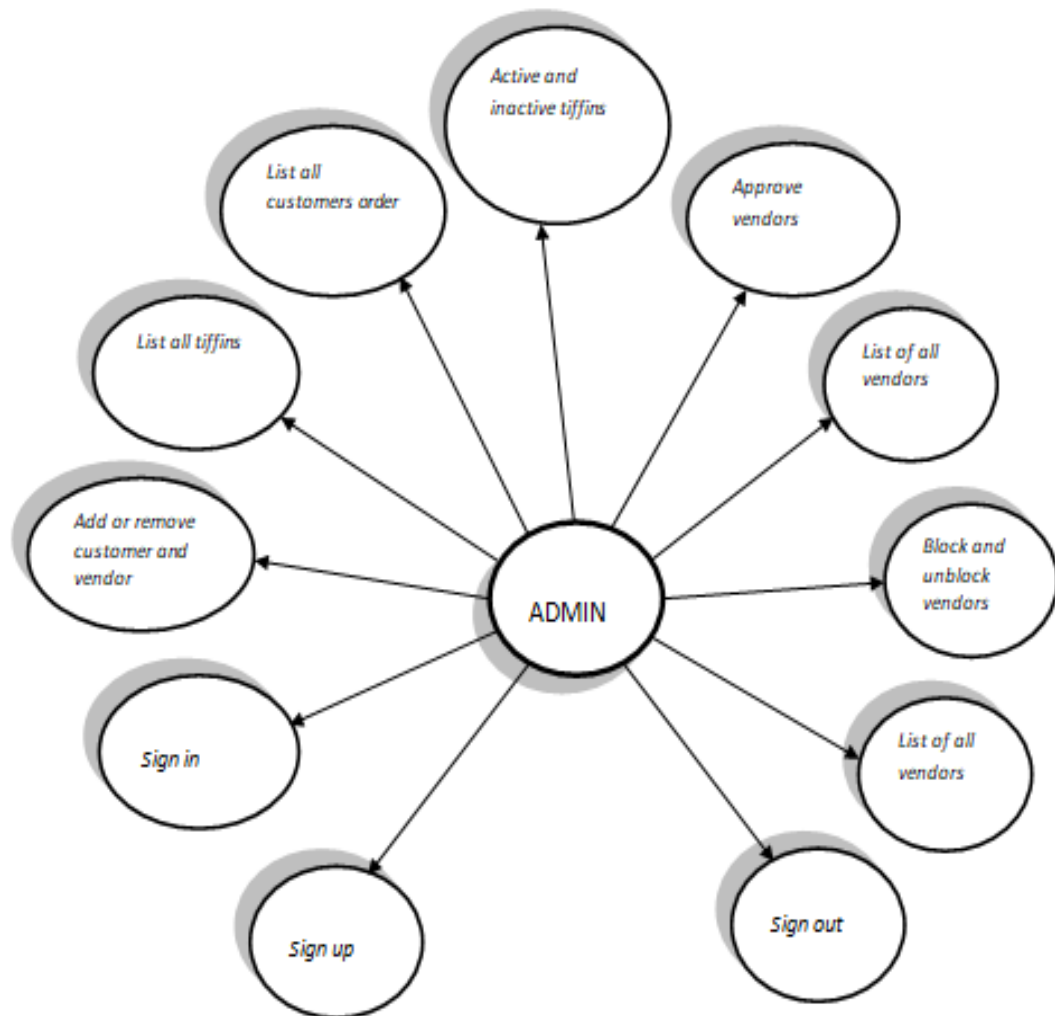 Active and
inactive tiffins
List all
customers order
Approve
vendors
List all tiffins
List of all
vendors
Add or remove
customer and
vendor
Block and
unblock
vendors
ADMIN
Sign in
List of all
vendors
Sign up
Sign out